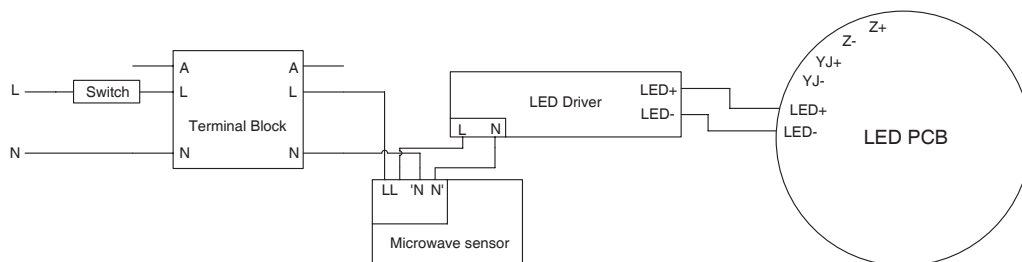 Z+
Z-
YJ+
YJ-
A
A
L
Switch
L
L
LED+
LED Driver
LED-
LED+
LED-
LED PCB
Terminal Block
L
N
N
N
N
LL
'N
N'
Microwave sensor